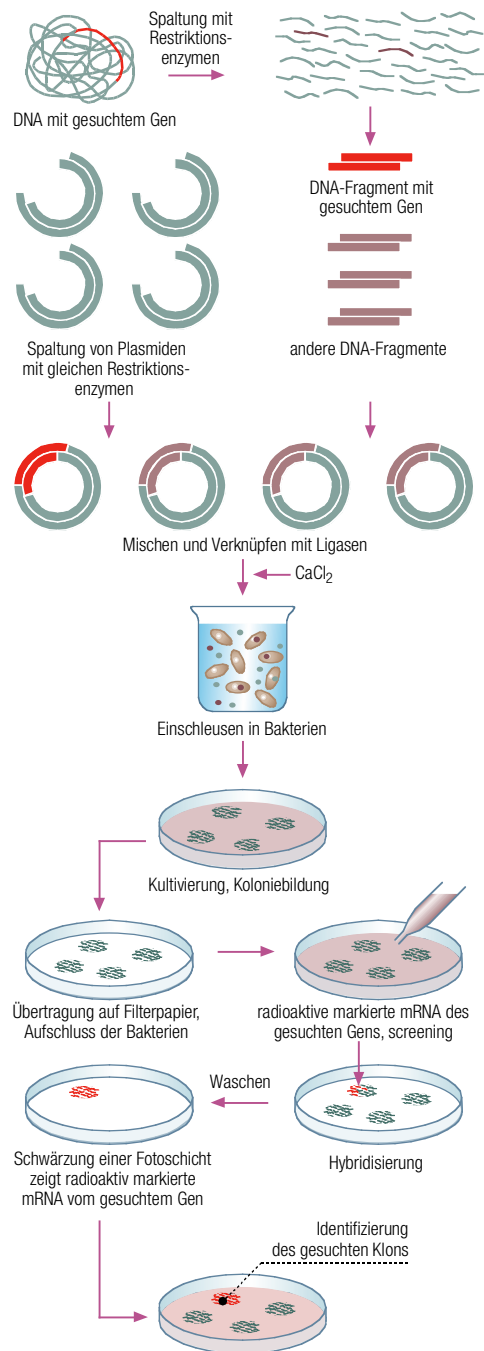 Spaltung mit
Restriktions-
enzymen
DNA mit gesuchtem Gen
DNA-Fragment mit
gesuchtem Gen
Spaltung von Plasmiden
mit gleichen Restriktions-
enzymen
andere DNA-Fragmente
Mischen und Verknüpfen mit Ligasen
CaCl₂
Einschleusen in Bakterien
Kultivierung, Koloniebildung
Übertragung auf Filterpapier,
Aufschluss der Bakterien
radioaktive markierte mRNA des
gesuchten Gens, screening
Waschen
Schwärzung einer Fotoschicht
zeigt radioaktiv markierte
mRNA vom gesuchtem Gen
Hybridisierung
Identifizierung
des gesuchten Klons